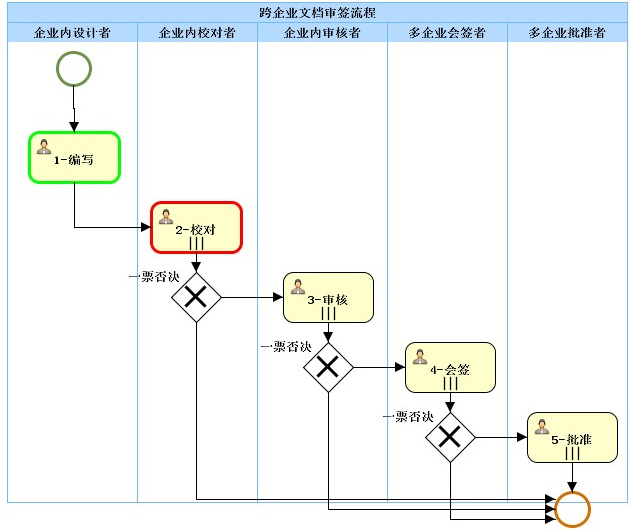 跨企业文档审签流程
企业内设计者
企业内校对者
企业内审核者
多企业会签者
多企业批准者
1-编写
2-校对
一票否决
3-审核
一票否决
4-会签
一票否决
5-批准